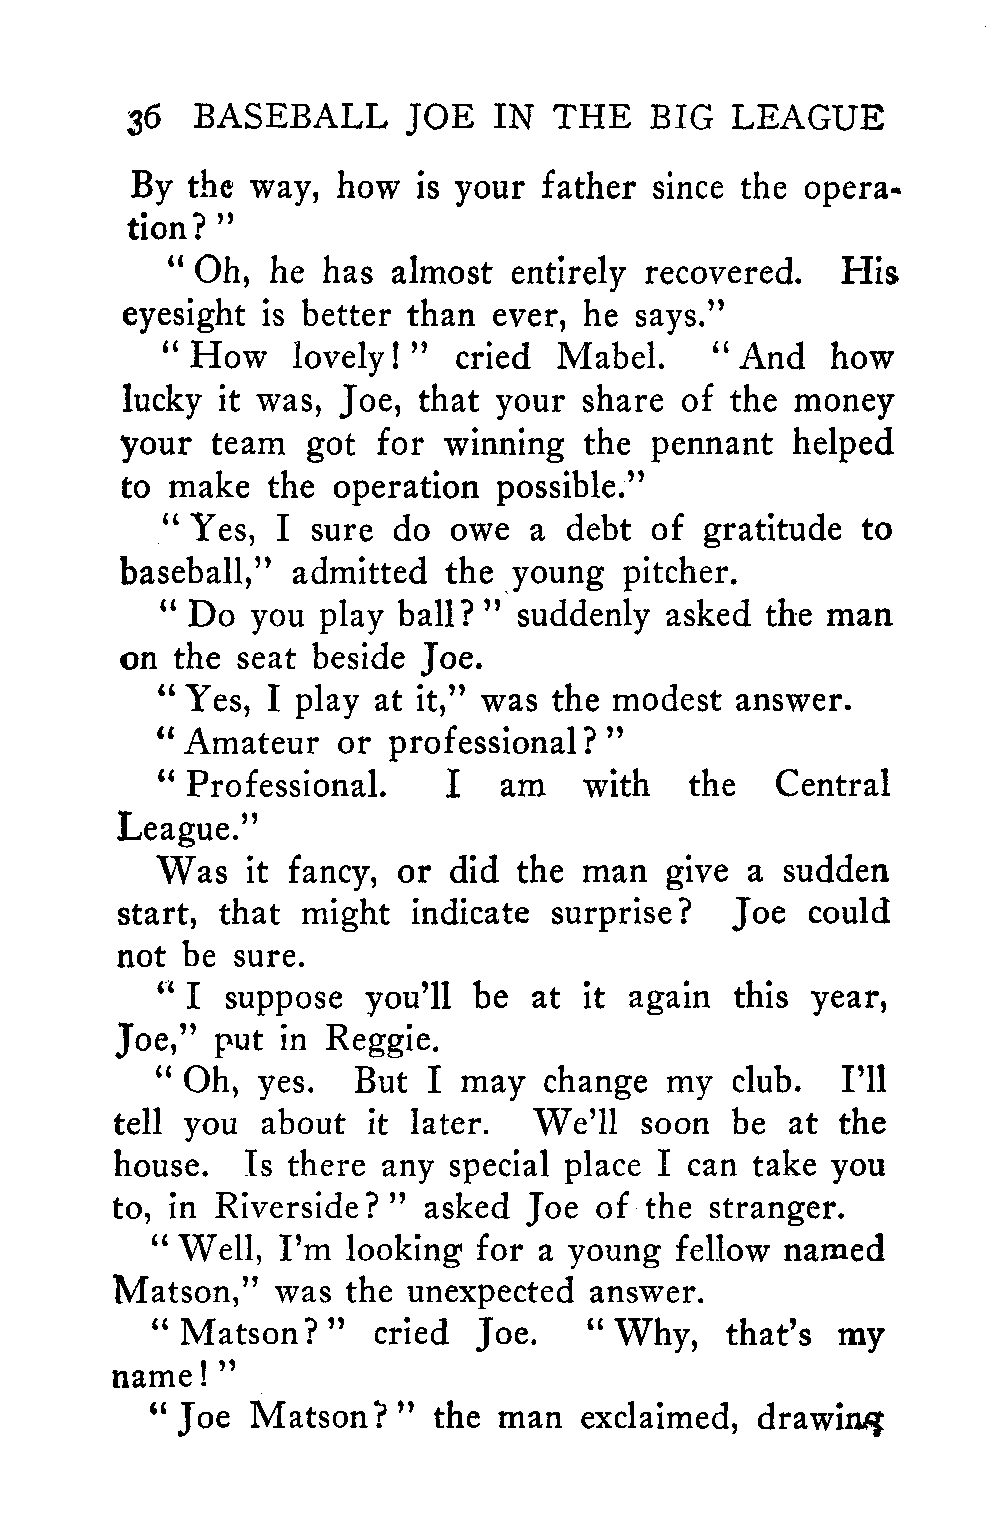 36 BASEBALL JOE IN THE BIG LEAGUE
By the way, how is your father since the opera-
tion?"
"Oh, he has almost entirely recovered. His
eyesight is better than ever, he says."
"How lovely!" cried Mabel. "And how
lucky it was, Joe, that your share of the money
your team got for winning the pennant helped
to make the operation possible."
"Yes, I sure do owe a debt of gratitude to
baseball," admitted the young pitcher.
"Do you play ball?" suddenly asked the man
on the seat beside Joe.
"Yes, I play at it," was the modest answer.
"Amateur or professional?"
"Professional. I am with the Central
League."
Was it fancy, or did the man give a sudden
start, that might indicate surprise? Joe could
not be sure.
"I suppose you'll be at it again this year,
Joe," put in Reggie.
"Oh, yes. But I may change my club. I'll
tell you about it later. We'll soon be at the
house. Is there any special place I can take you
to, in Riverside?" asked Joe of the stranger.
"Well, I'm looking for a young fellow named
Matson," was the unexpected answer.
"Matson?" cried Joe. "Why, that's my
name!"
"Joe Matson?" the man exclaimed, drawing